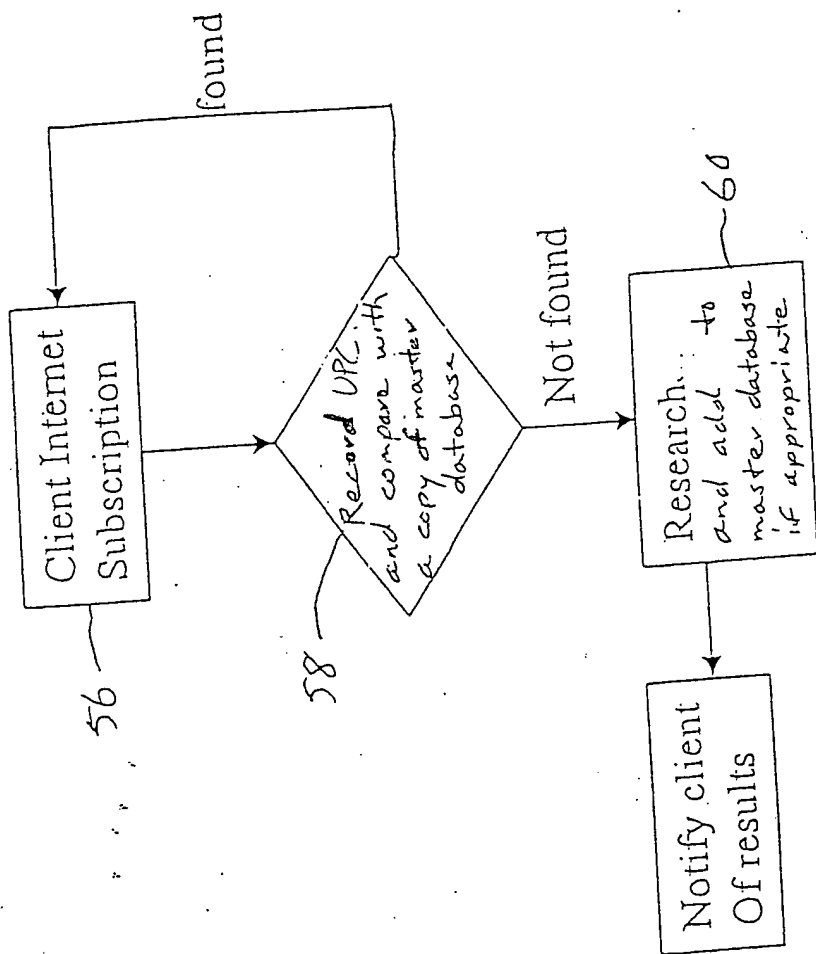 Client Internet
Subscription
56
found
58
Record UPC
and compare with
a copy of master
database
Not found
60
Research...
and add to
master database
if appropriate
Notify client
Of results